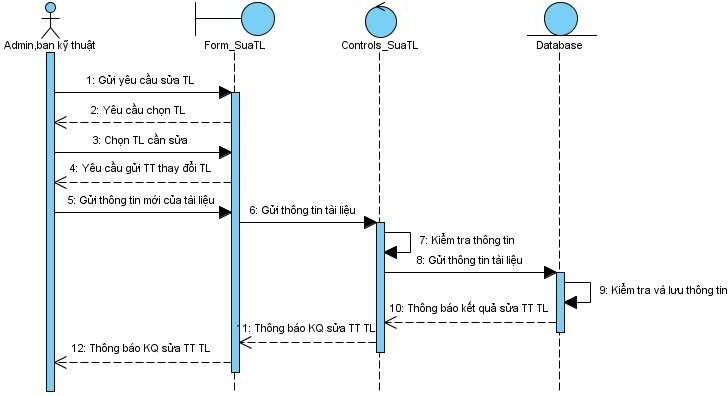 Admin,ban kỹ thuật
Form_SuaTL
Controls_SuaTL
Database
1: Gửi yêu cầu sửa TL
2: Yêu cầu chọn TL
3: Chọn TL cần sửa
4: Yêu cầu gửi TT thay đổi TL
5: Gửi thông tin mới của tài liệu
6: Gửi thông tin tài liệu
7: Kiểm tra thông tin
8: Gửi thông tin tài liệu
9: Kiểm tra và lưu thông tin
10: Thông báo kết quả sửa TT TL
11: Thông báo KQ sửa TT TL
12: Thông báo KQ sửa TT TL